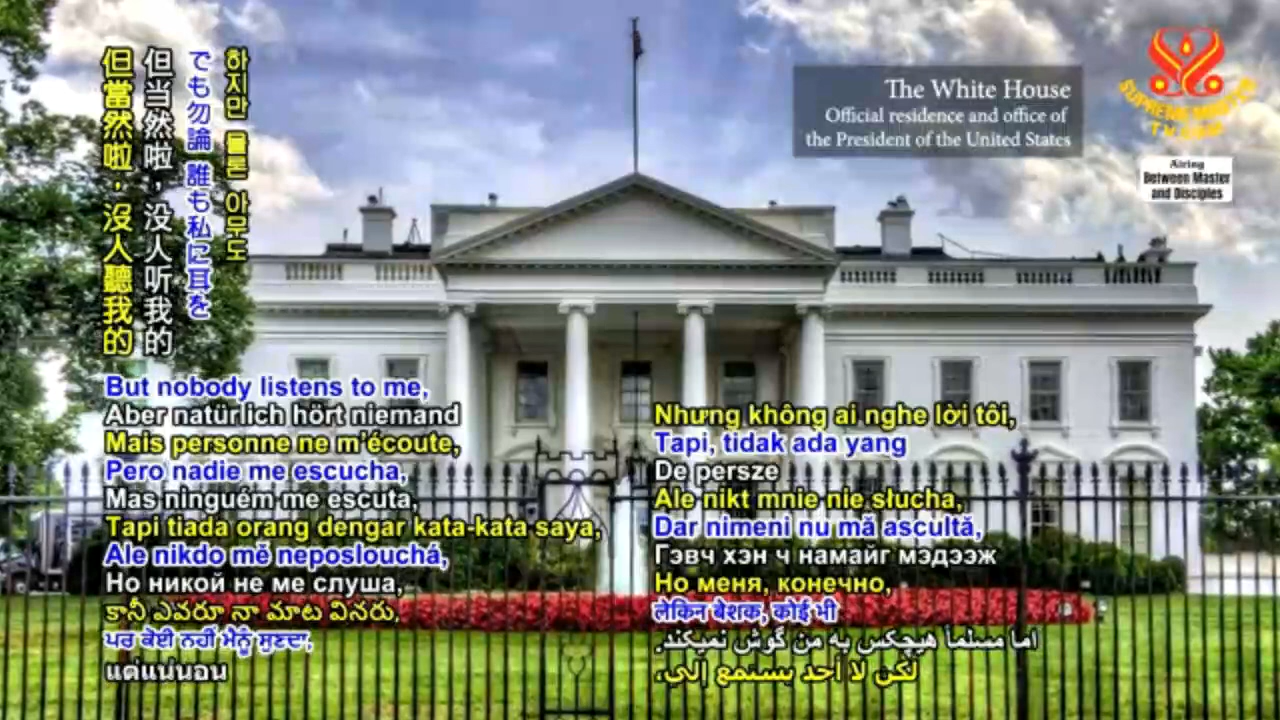 The White House
Official residence and office of
the President of the United States
SUPREME MASTER
TV.COM
Airing
Between Master
and Disciples
하지만 물론 아무도
でも勿論 誰も私に耳を
但当然啦，没人听我的
但當然啦，沒人聽我的
But nobody listens to me,
Aber natürlich hört niemand
Mais personne ne m'écoute,
Pero nadie me escucha,
Mas ninguém me escuta,
Tapi tiada orang dengar kata-kata saya,
Ale nikdo mě neposlouchá,
Но никой не ме слуша,
కానీ ఎవరూ నా మాట వినరు.
ਪਰ ਕੋਈ ਨਹੀਂ ਮੈਨੂੰ ਸੁਣਦਾ,
แต่แน่นอน
Nhưng không ai nghe lời tôi,
Tapi, tidak ada yang
De persze
Ale nikt mnie nie słucha,
Dar nimeni nu mă ascultă,
Гэвч хэн ч намайг мэдээж
Но меня, конечно,
लेकिन बेशक, कोई भी
اما مسلماً هیچکس به من گوش نمیکند.
لكن لا أحد يستمع إلي،